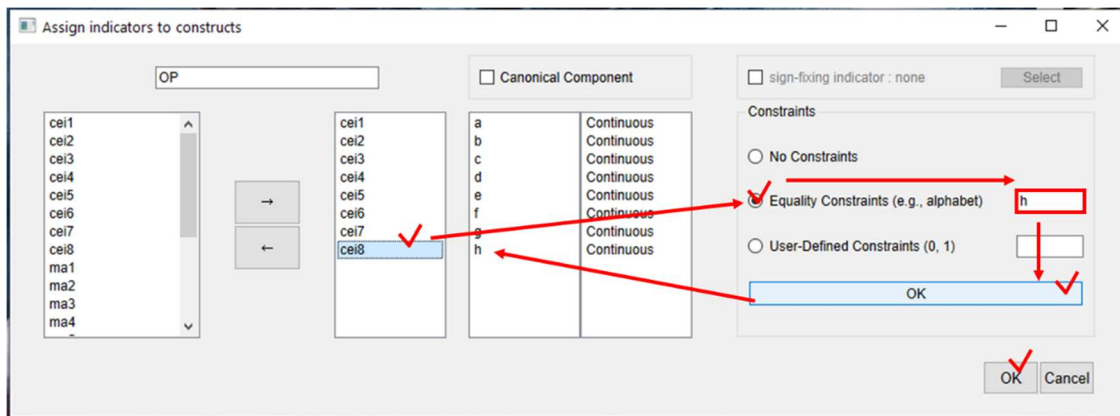 Assign indicators to constructs
OP
Canonical Component
sign-fixing indicator : none
Select
cei1
cei2
cei3
cei4
cei5
cei6
cei7
cei8
ma1
ma2
ma3
ma4
→
←
cei1
cei2
cei3
cei4
cei5
cei6
cei7
cei8
a Continuous
b Continuous
c Continuous
d Continuous
e Continuous
f Continuous
g Continuous
h Continuous
Constraints
No Constraints
Equality Constraints (e.g., alphabet) h
User-Defined Constraints (0, 1)
OK
OK Cancel